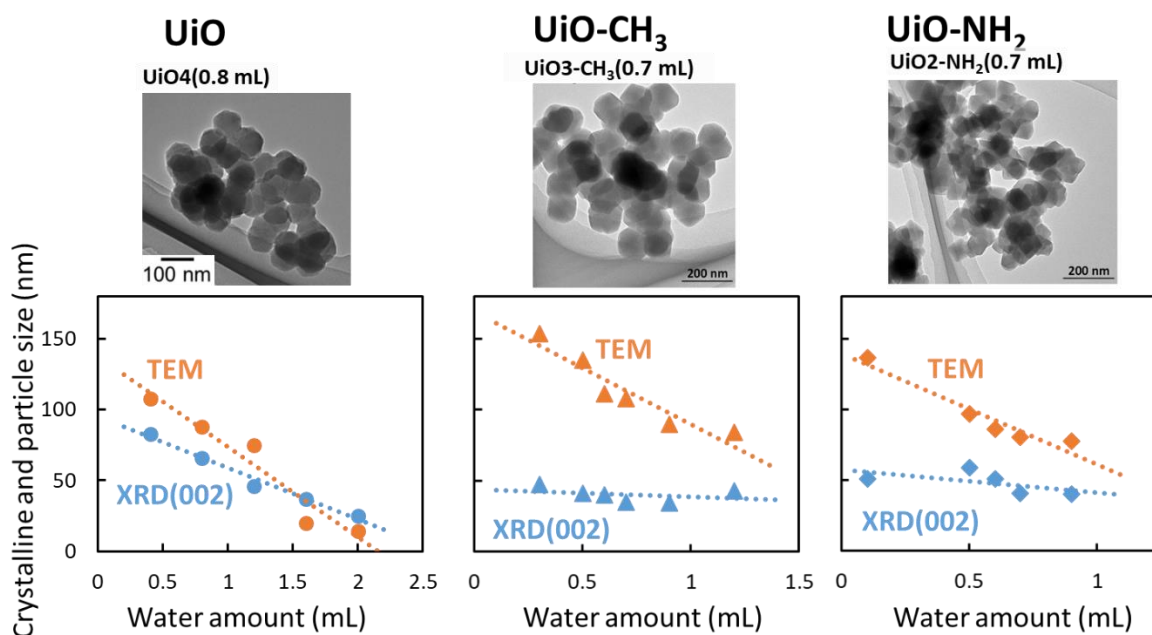 UiO
UiO4(0.8 mL)
100 nm
UiO-CH₃
UiO3-CH₃(0.7 mL)
200 nm
UiO-NH₂
UiO2-NH₂(0.7 mL)
200 nm
Crystalline and particle size (nm)
150
100
50
0
TEM
XRD(002)
0 0.5 1 1.5 2 2.5
Water amount (mL)
TEM
XRD(002)
0 0.5 1 1.5
Water amount (mL)
TEM
XRD(002)
0 0.5 1
Water amount (mL)